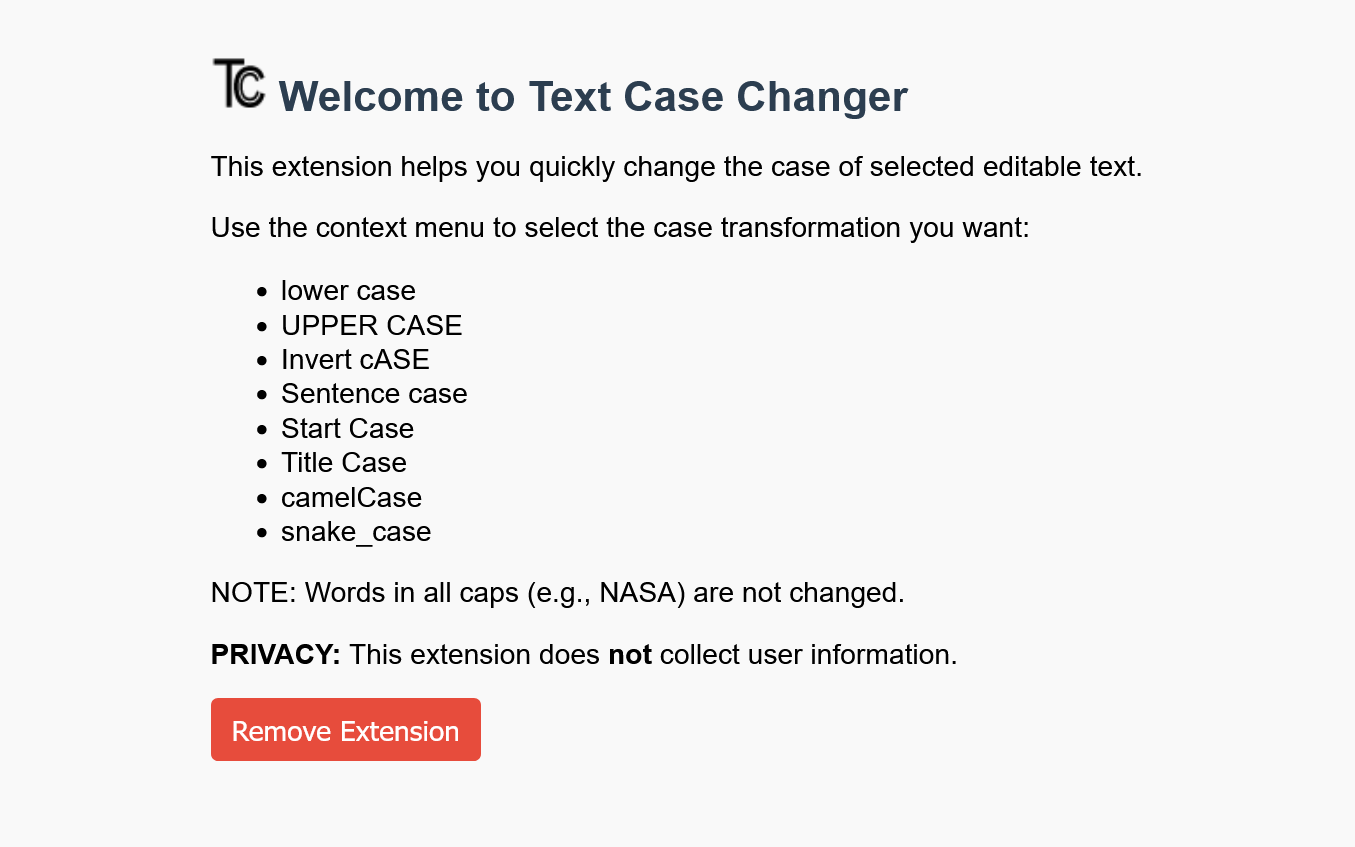 TC Welcome to Text Case Changer
This extension helps you quickly change the case of selected editable text.
Use the context menu to select the case transformation you want:
• lower case
• UPPER CASE
• Invert cASE
• Sentence case
• Start Case
• Title Case
• camelCase
• snake_case
NOTE: Words in all caps (e.g., NASA) are not changed.
PRIVACY: This extension does not collect user information.
Remove Extension